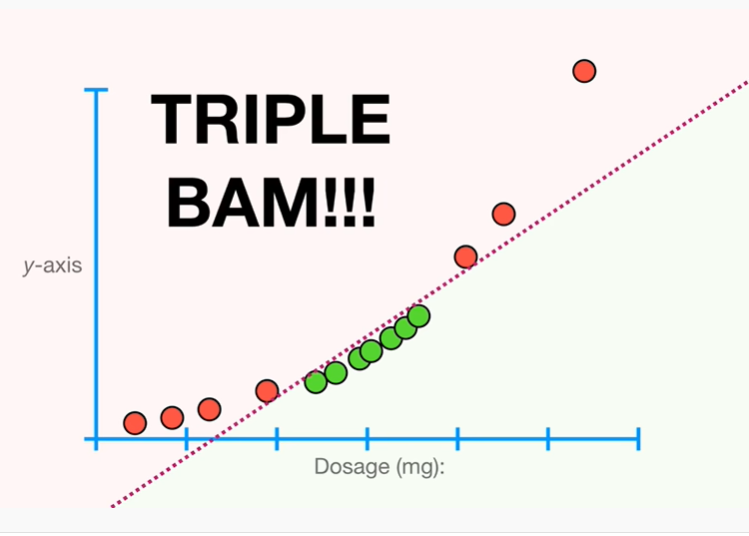 TRIPLE
BAM!!!
y-axis
Dosage (mg):